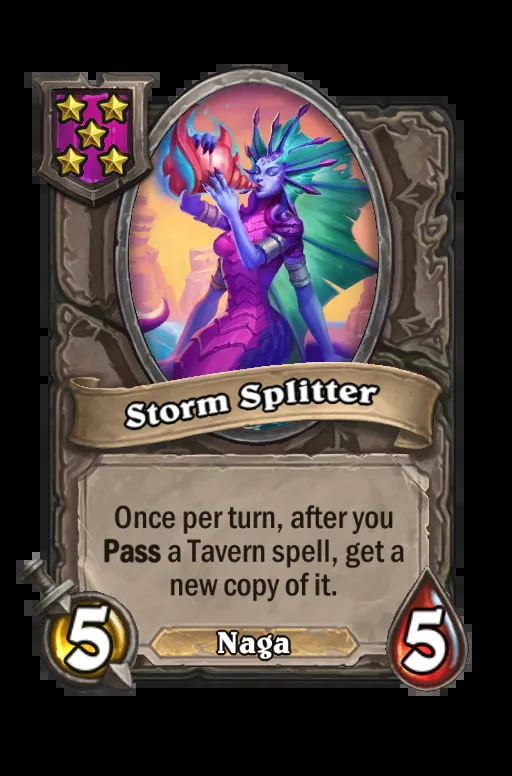 Storm Splitter
Once per turn, after you
Pass a Tavern spell, get a
new copy of it.
5
Naga
5